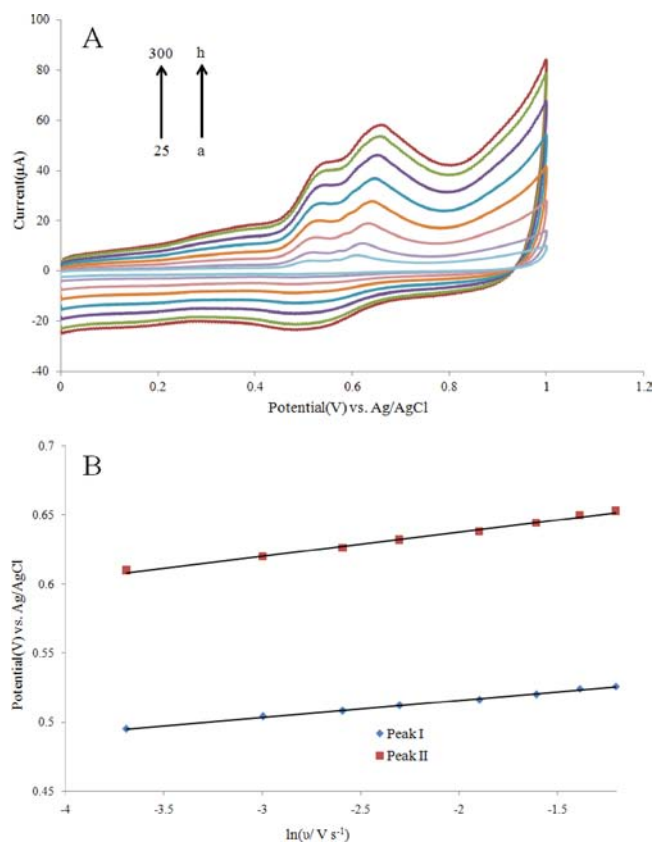 A
100
80
60
40
20
0
-20
-40
300 h
25 a
Current(µA)
0 0.2 0.4 0.6 0.8 1 1.2
Potential(V) vs. Ag/AgCl
B
0.7
0.65
0.6
0.55
0.5
0.45
Potential(V) vs. Ag/AgCl
Peak I
Peak II
-4 -3.5 -3 -2.5 -2 -1.5
ln(υ/ V s⁻¹)